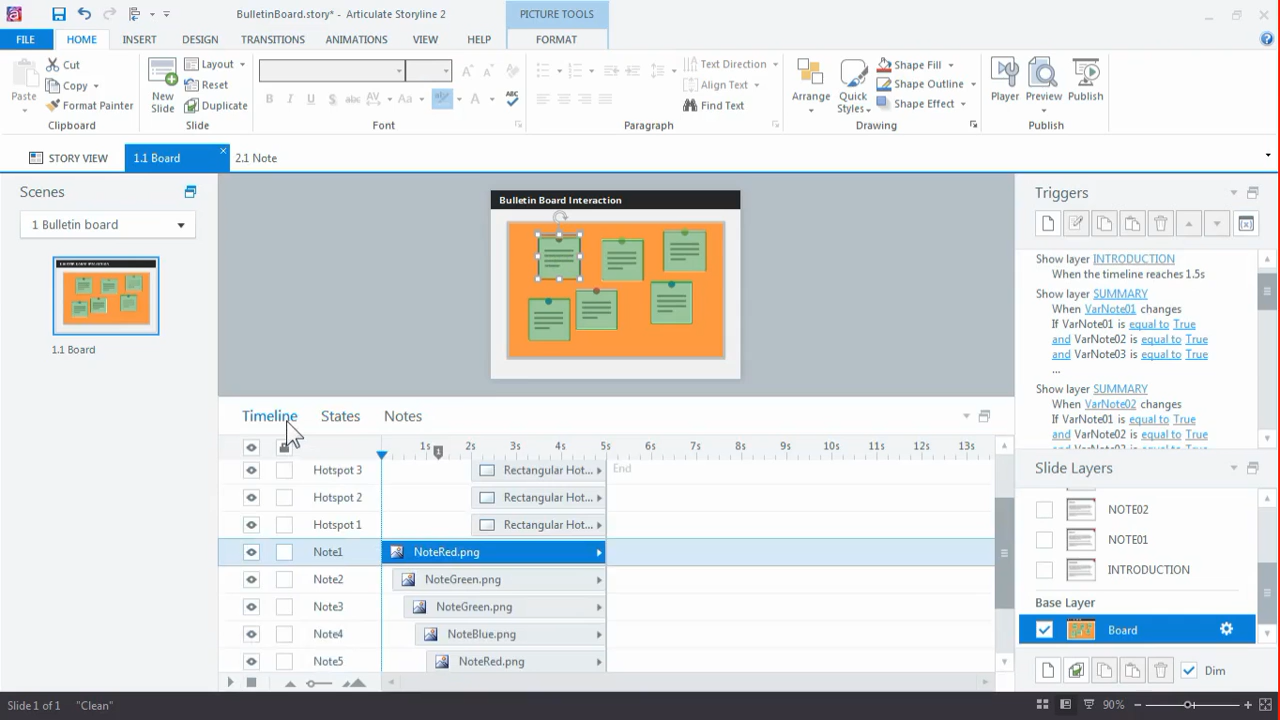 BulletinBoard.story* - Articulate Storyline 2
PICTURE TOOLS
FILE HOME INSERT DESIGN TRANSITIONS ANIMATIONS VIEW HELP FORMAT
Paste
Cut
Copy
Format Painter
Clipboard
New Slide
Layout
Reset
Duplicate
Slide
B I U S abc AV Aa A
Font
Text Direction
Align Text
Find Text
Paragraph
Arrange
Quick Styles
Shape Fill
Shape Outline
Shape Effect
Drawing
Player
Preview
Publish
Publish
STORY VIEW
1.1 Board
2.1 Note
Scenes
1 Bulletin board
1.1 Board
Bulletin Board Interaction
Timeline States Notes
1s 2s 3s 4s 5s 6s 7s 8s 9s 10s 11s 12s 13s
1
Hotspot 3 Rectangular Hot... End
Hotspot 2 Rectangular Hot...
Hotspot 1 Rectangular Hot...
Note1 NoteRed.png
Note2 NoteGreen.png
Note3 NoteGreen.png
Note4 NoteBlue.png
Note5 NoteRed.png
Triggers
Show layer INTRODUCTION
When the timeline reaches 1.5s
Show layer SUMMARY
When VarNote01 changes
If VarNote01 is equal to True
and VarNote02 is equal to True
and VarNote03 is equal to True
...
Show layer SUMMARY
When VarNote02 changes
If VarNote01 is equal to True
and VarNote02 is equal to True
Slide Layers
NOTE02
NOTE01
INTRODUCTION
Base Layer
Board
Dim
Slide 1 of 1 "Clean"
90%